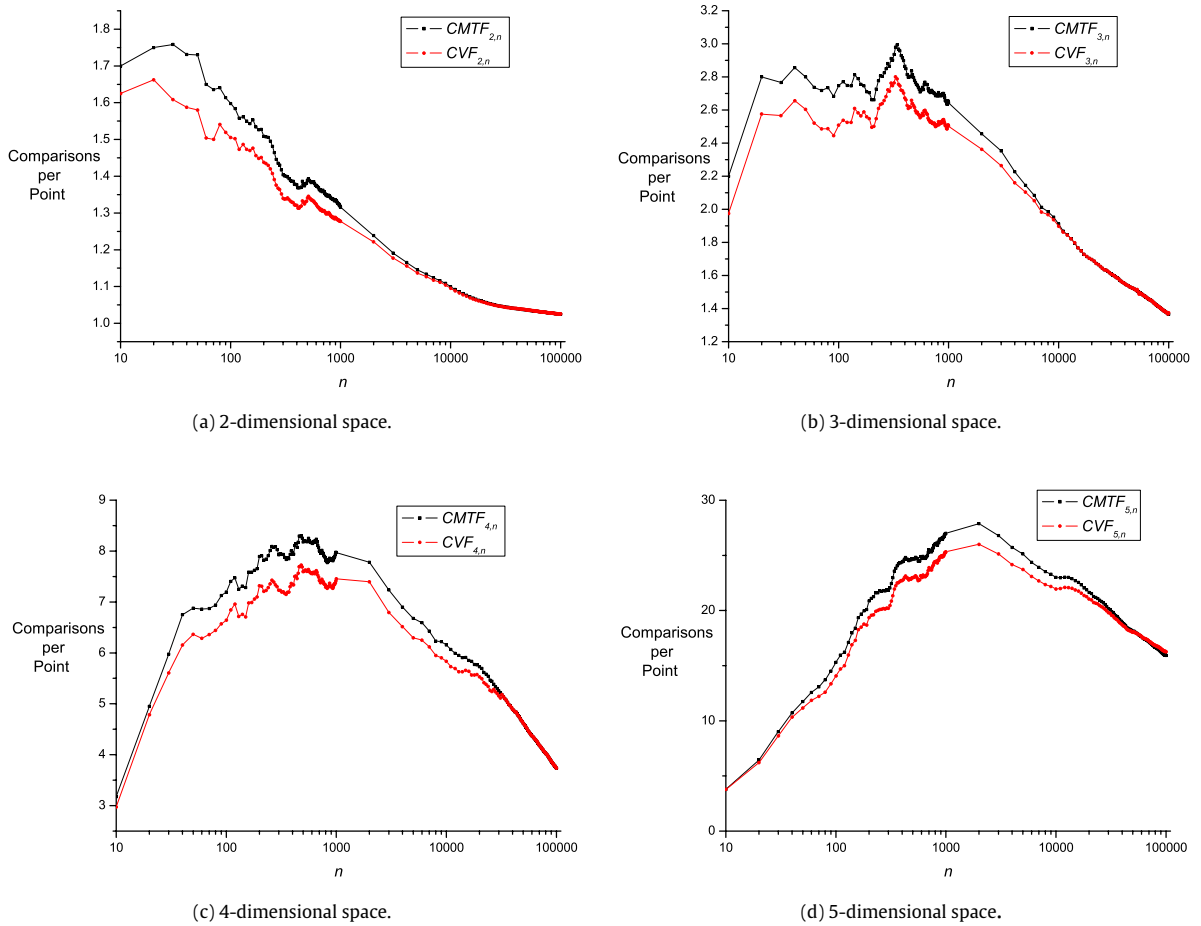 1.8
1.7
1.6
1.5
1.4
1.3
1.2
1.1
1.0
Comparisons
per
Point
CMTF2,n
CVF2,n
10
100
1000
10000
100000
n
(a) 2-dimensional space.
3.2
3.0
2.8
2.6
2.4
2.2
2.0
1.8
1.6
1.4
1.2
Comparisons
per
Point
CMTF3,n
CVF3,n
10
100
1000
10000
100000
n
(b) 3-dimensional space.
9
8
7
6
5
4
3
Comparisons
per
Point
CMTF4,n
CVF4,n
10
100
1000
10000
100000
n
(c) 4-dimensional space.
30
20
10
0
Comparisons
per
Point
CMTF5,n
CVF5,n
10
100
1000
10000
100000
n
(d) 5-dimensional space.